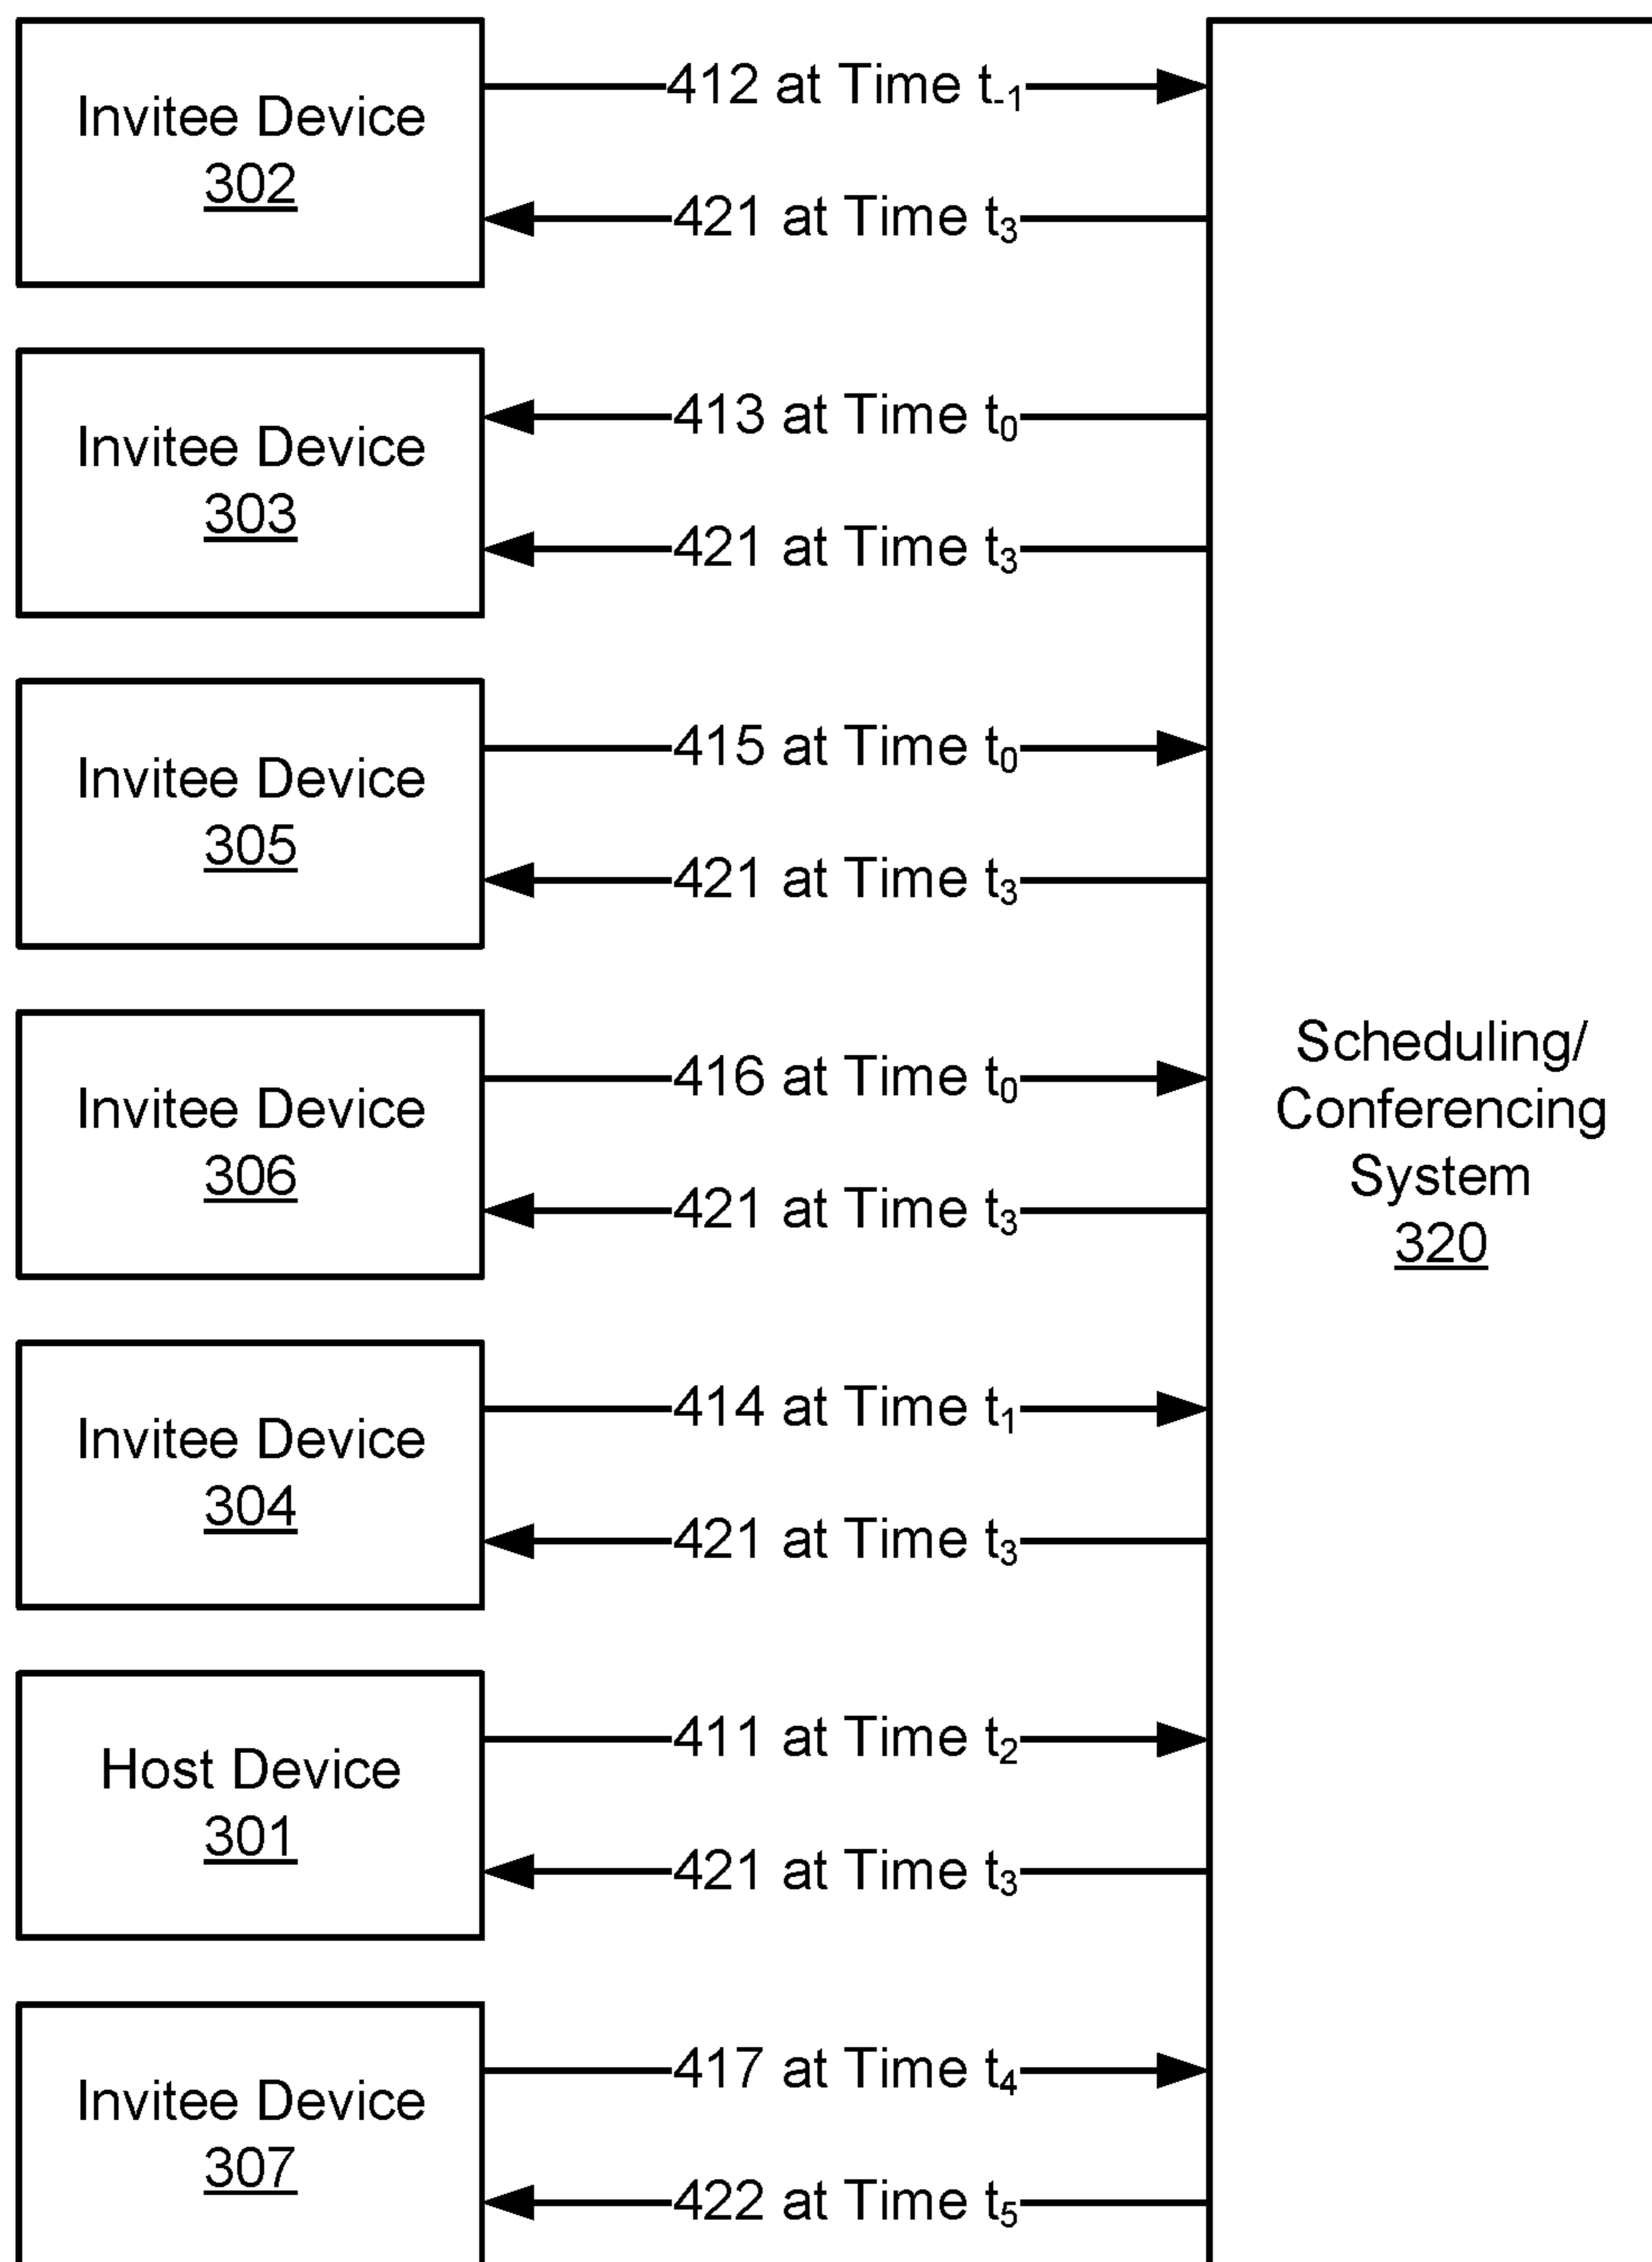 Invitee Device
302
412 at Time t-1
421 at Time t3
Invitee Device
303
413 at Time t0
421 at Time t3
Invitee Device
305
415 at Time t0
421 at Time t3
Invitee Device
306
416 at Time t0
421 at Time t3
Invitee Device
304
414 at Time t1
421 at Time t3
Host Device
301
411 at Time t2
421 at Time t3
Invitee Device
307
417 at Time t4
422 at Time t5
Scheduling/
Conferencing
System
320